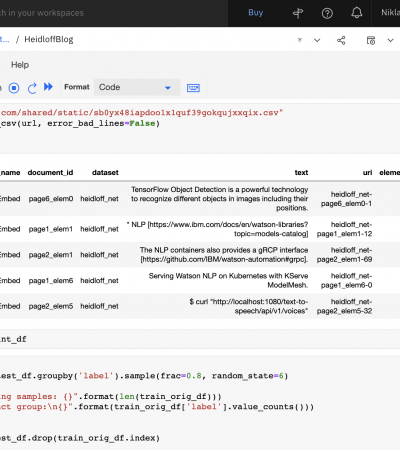 ch in your workspaces
Buy
Nikla
t... / HeidloffBlog
Help
Format
Code
com/shared/static/sb0yx48iapdoolx1quf39gokqujxxqix.csv"
_csv(url, error_bad_lines=False)
_name document_id dataset text uri eleme
Embed page6_elem0 heidloff_net TensorFlow Object Detection is a powerful technology to recognize different objects in images including their positions. heidloff_net-page6_elem0-1
Embed page1_elem1 heidloff_net " NLP [https://www.ibm.com/docs/en/watson-libraries?topic=models-catalog] heidloff_net-page1_elem1-12
Embed page2_elem1 heidloff_net The NLP containers also provides a gRCP interface [https://github.com/IBM/watson-automation#grpc]. heidloff_net-page2_elem1-69
Embed page1_elem6 heidloff_net Serving Watson NLP on Kubernetes with KServe ModelMesh. heidloff_net-page1_elem6-0
Embed page2_elem5 heidloff_net $ curl "http://localhost:1080/text-to-speech/api/v1/voices" heidloff_net-page2_elem5-32
nt_df
est_df.groupby('label').sample(frac=0.8, random_state=6)
ng samples: {}".format(len(train_orig_df)))
ct group:\n{}".format(train_orig_df['label'].value_counts()))
est_df.drop(train_orig_df.index)